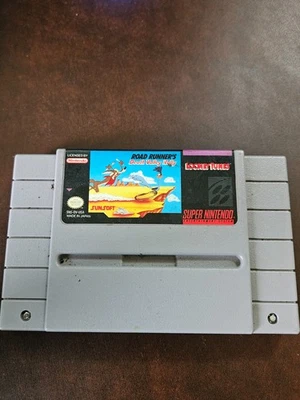 LICENSED BY
Nintendo
ROAD RUNNER'S
Death Valley Rally
LOONEY TUNES
SUNSOFT
SNS-RR-USA
MADE IN JAPAN
SUPER NINTENDO
ENTERTAINMENT SYSTEM